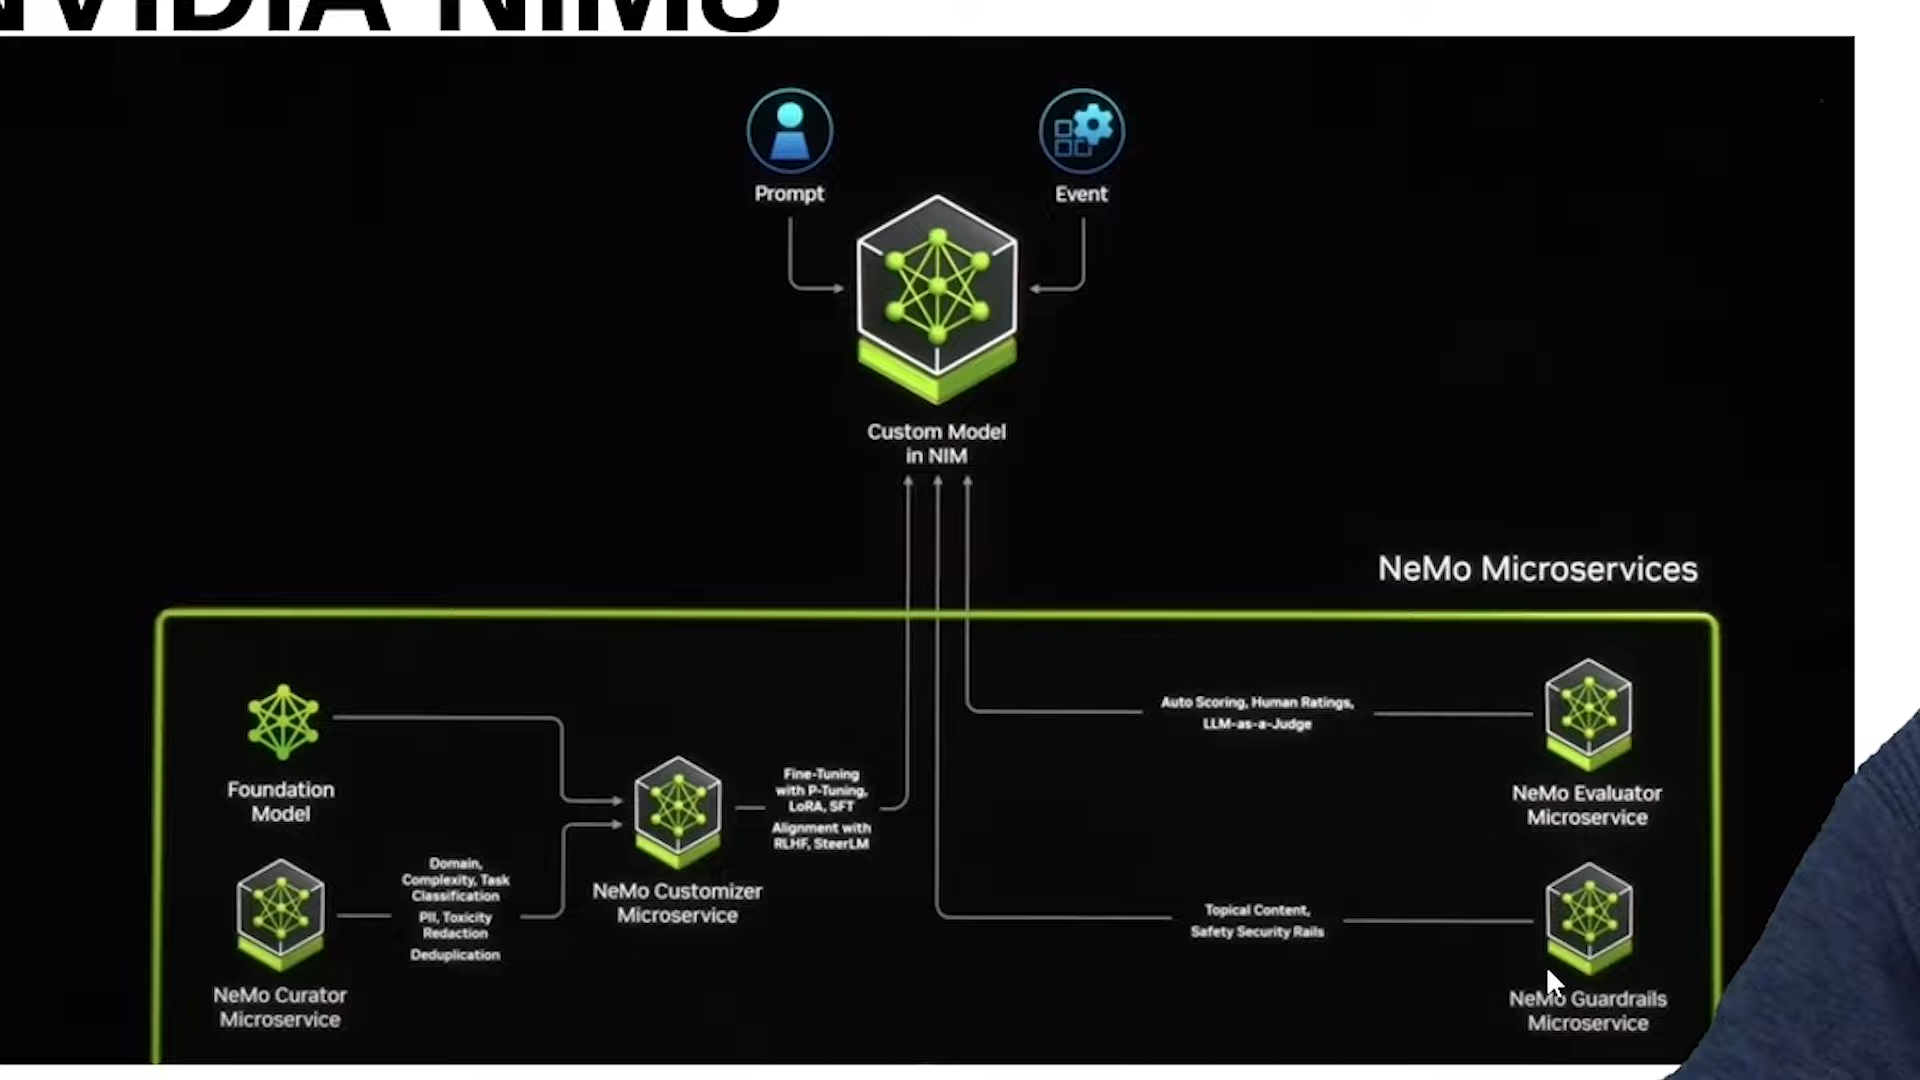 NVIDIA NIMS
Prompt
Event
Custom Model
in NIM
NeMo Microservices
Foundation
Model
NeMo Curator
Microservice
Domain,
Complexity, Task
Classification
PII, Toxicity
Redaction
Deduplication
NeMo Customizer
Microservice
Fine-Tuning
with P-Tuning,
LoRA, SFT
Alignment with
RLHF, SteerLM
Auto Scoring, Human Ratings,
LLM-as-a-Judge
NeMo Evaluator
Microservice
Topical Content,
Safety Security Rails
NeMo Guardrails
Microservice